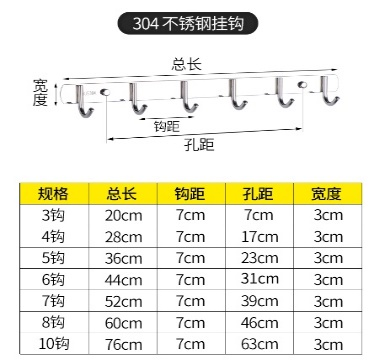 304 不锈钢挂钩
总长
宽度
钩距
孔距
规格 总长 钩距 孔距 宽度
3钩 20cm 7cm 7cm 3cm
4钩 28cm 7cm 17cm 3cm
5钩 36cm 7cm 23cm 3cm
6钩 44cm 7cm 31cm 3cm
7钩 52cm 7cm 39cm 3cm
8钩 60cm 7cm 46cm 3cm
10钩 76cm 7cm 63cm 3cm